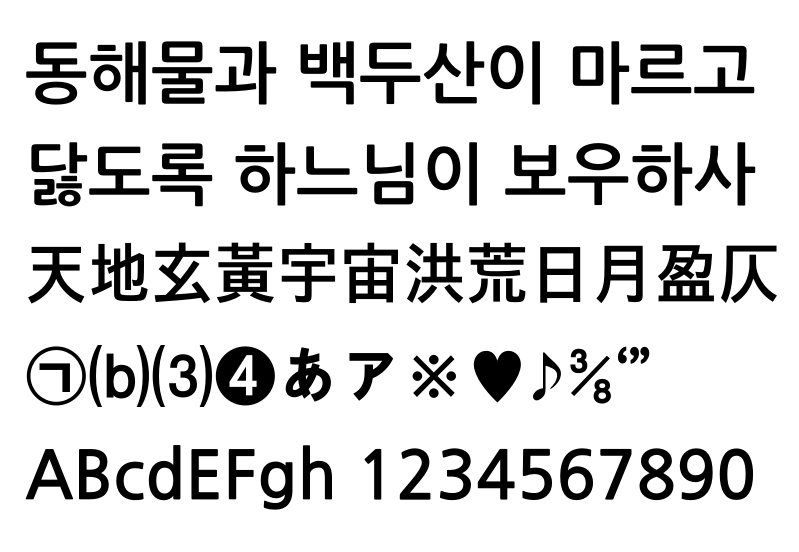 동해물과 백두산이 마르고
닳도록 하느님이 보우하사
天地玄黃宇宙洪荒日月盈仄
㉠⒝⑶❹あア※♥♪⅜‘”
ABcdEFgh 1234567890